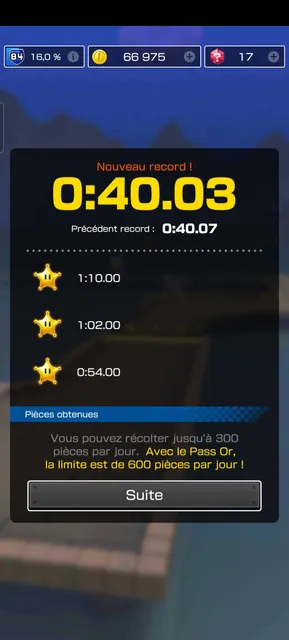 84 16,0 % i 66 975 + 17 +
Nouveau record !
0:40.03
Précédent record : 0:40.07
1:10.00
1:02.00
0:54.00
Pièces obtenues
Vous pouvez récolter jusqu'à 300
pièces par jour. Avec le Pass Or,
la limite est de 600 pièces par jour !
Suite